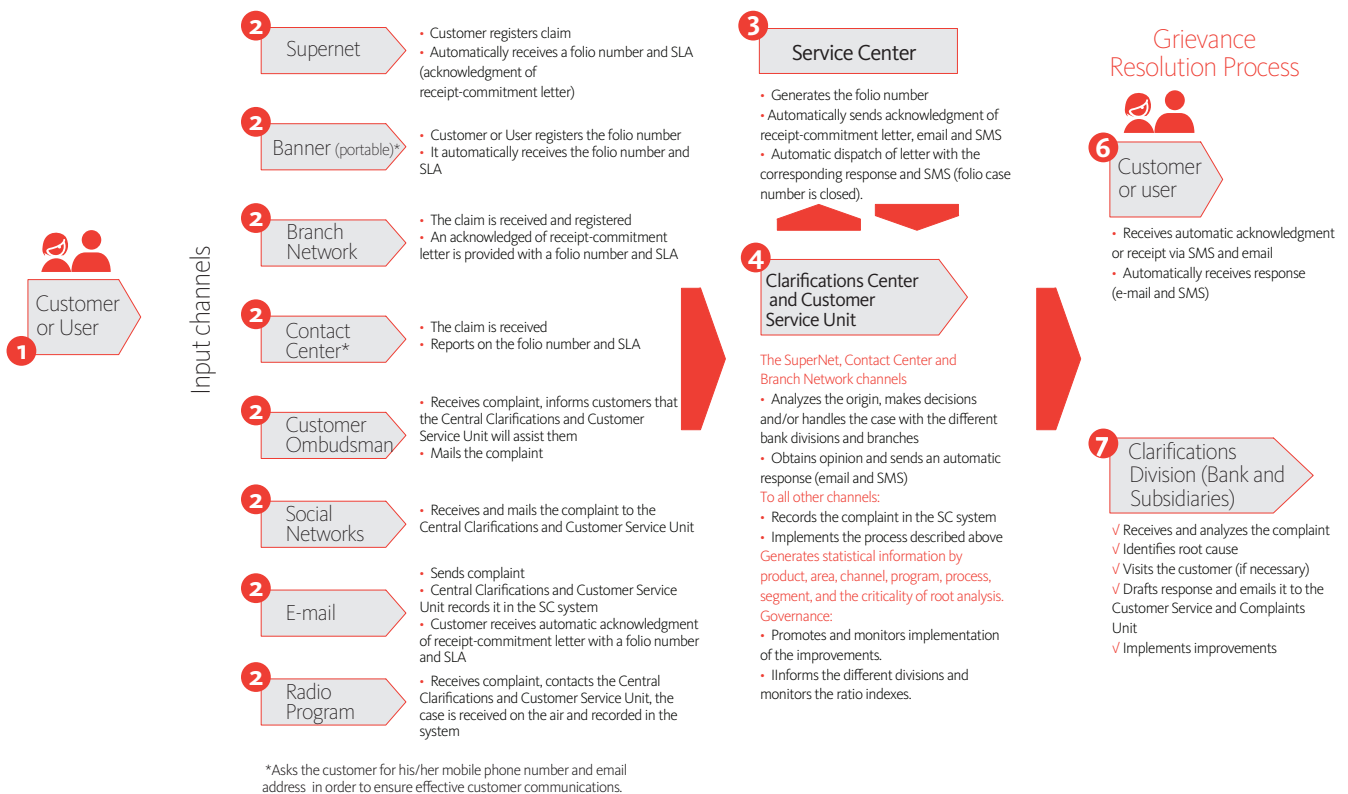 1
Customer
or User
Input channels
2
Supernet
• Customer registers claim
• Automatically receives a folio number and SLA
(acknowledgment of
receipt-commitment letter)
2
Banner (portable)*
• Customer or User registers the folio number
• It automatically receives the folio number and
SLA
2
Branch
Network
• The claim is received and registered
• An acknowledged of receipt-commitment
letter is provided with a folio number and SLA
2
Contact
Center*
• The claim is received
• Reports on the folio number and SLA
2
Customer
Ombudsman
• Receives complaint, informs customers that
the Central Clarifications and Customer
Service Unit will assist them
• Mails the complaint
2
Social
Networks
• Receives and mails the complaint to the
Central Clarifications and Customer Service Unit
2
E-mail
• Sends complaint
• Central Clarifications and Customer Service
Unit records it in the SC system
• Customer receives automatic acknowledgment
of receipt-commitment letter with a folio number
and SLA
2
Radio
Program
• Receives complaint, contacts the Central
Clarifications and Customer Service Unit, the
case is received on the air and recorded in the
system
*Asks the customer for his/her mobile phone number and email
address in order to ensure effective customer communications.
3
Service Center
• Generates the folio number
• Automatically sends acknowledgment of
receipt-commitment letter, email and SMS
• Automatic dispatch of letter with the
corresponding response and SMS (folio case
number is closed).
4
Clarifications Center
and Customer
Service Unit
The SuperNet, Contact Center and
Branch Network channels
• Analyzes the origin, makes decisions
and/or handles the case with the different
bank divisions and branches
• Obtains opinion and sends an automatic
response (email and SMS)
To all other channels:
• Records the complaint in the SC system
• Implements the process described above
Generates statistical information by
product, area, channel, program, process,
segment, and the criticality of root analysis.
Governance:
• Promotes and monitors implementation
of the improvements.
• IInforms the different divisions and
monitors the ratio indexes.
Grievance
Resolution Process
6
Customer
or user
• Receives automatic acknowledgment
or receipt via SMS and email
• Automatically receives response
(e-mail and SMS)
7
Clarifications
Division (Bank and
Subsidiaries)
√ Receives and analyzes the complaint
√ Identifies root cause
√ Visits the customer (if necessary)
√ Drafts response and emails it to the
Customer Service and Complaints
Unit
√ Implements improvements